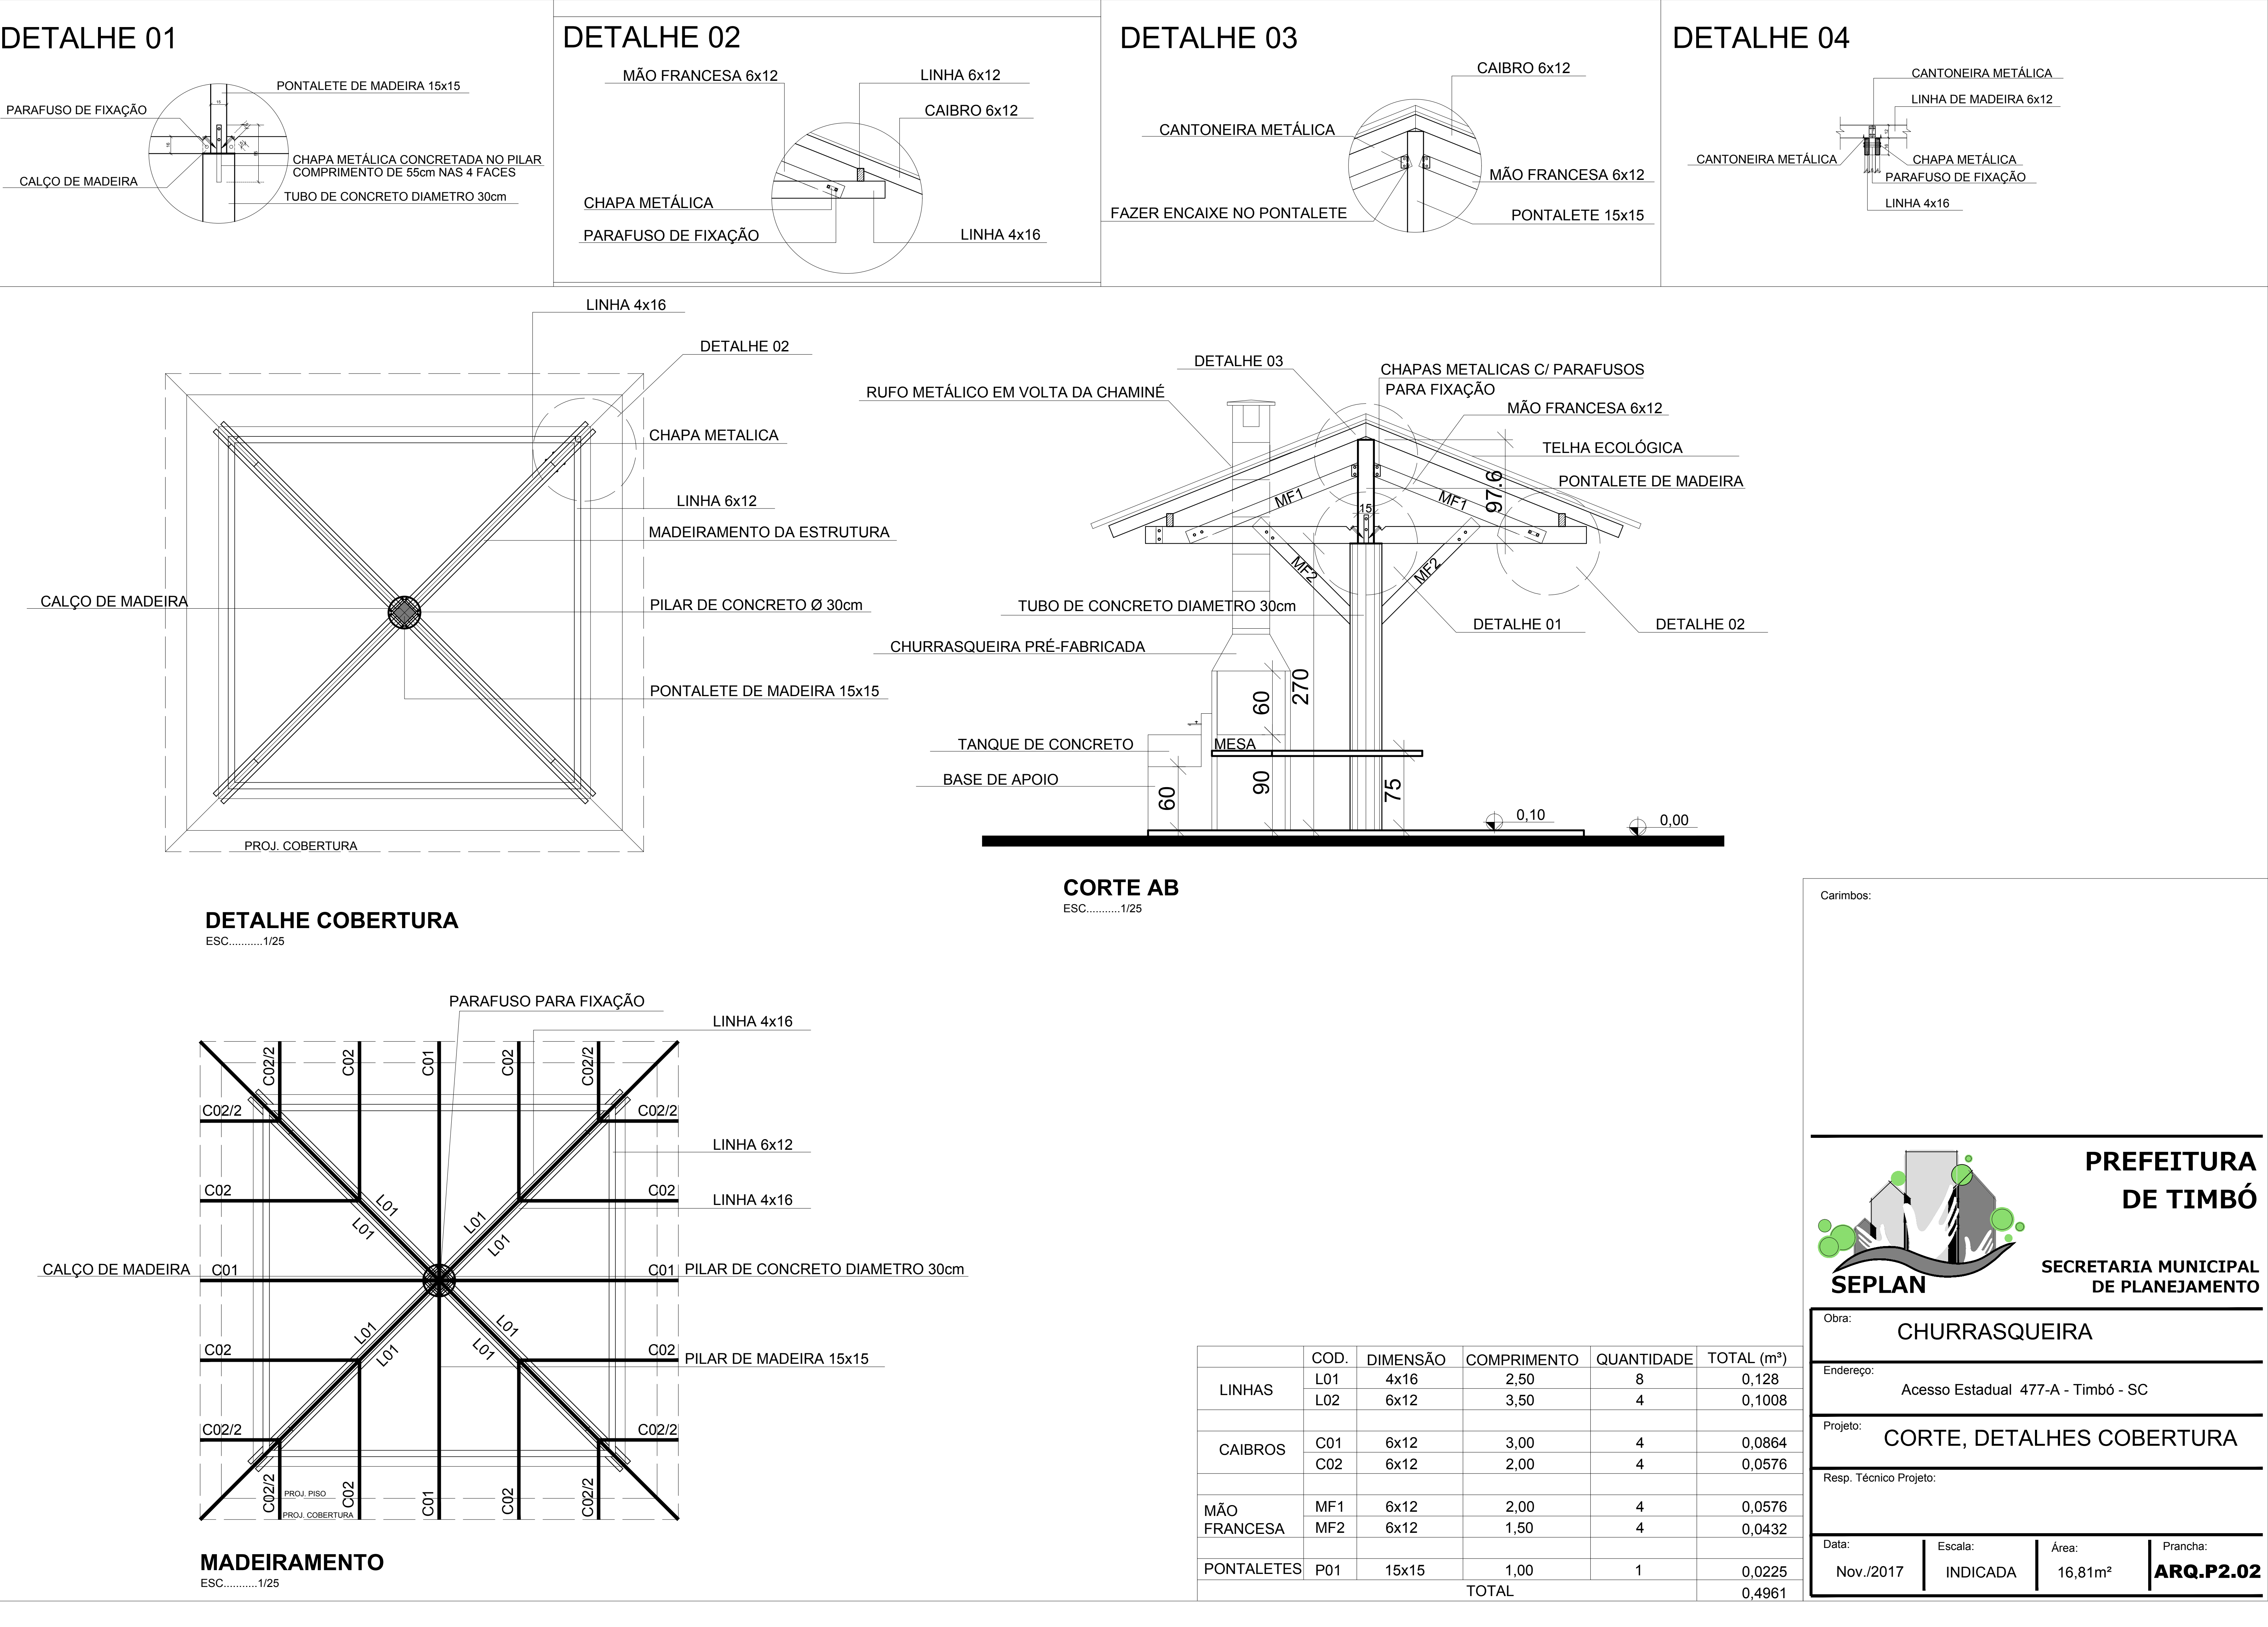 DETALHE 01
PONTALETE DE MADEIRA 15x15
PARAFUSO DE FIXAÇÃO
15
16
CHAPA METÁLICA CONCRETADA NO PILAR
COMPRIMENTO DE 55cm NAS 4 FACES
CALÇO DE MADEIRA
TUBO DE CONCRETO DIAMETRO 30cm
DETALHE 02
MÃO FRANCESA 6x12
LINHA 6x12
CAIBRO 6x12
CHAPA METÁLICA
PARAFUSO DE FIXAÇÃO
LINHA 4x16
DETALHE 03
CAIBRO 6x12
CANTONEIRA METÁLICA
MÃO FRANCESA 6x12
FAZER ENCAIXE NO PONTALETE
PONTALETE 15x15
DETALHE 04
CANTONEIRA METÁLICA
LINHA DE MADEIRA 6x12
12
CANTONEIRA METÁLICA
CHAPA METÁLICA
PARAFUSO DE FIXAÇÃO
LINHA 4x16
LINHA 4x16
DETALHE 02
CHAPA METALICA
LINHA 6x12
MADEIRAMENTO DA ESTRUTURA
CALÇO DE MADEIRA
PILAR DE CONCRETO Ø 30cm
PONTALETE DE MADEIRA 15x15
PROJ. COBERTURA
DETALHE COBERTURA
ESC...........1/25
DETALHE 03
CHAPAS METALICAS C/ PARAFUSOS
PARA FIXAÇÃO
RUFO METÁLICO EM VOLTA DA CHAMINÉ
MÃO FRANCESA 6x12
TELHA ECOLÓGICA
PONTALETE DE MADEIRA
97.6
MF1
MF1
15
MF2
MF2
TUBO DE CONCRETO DIAMETRO 30cm
DETALHE 01
DETALHE 02
CHURRASQUEIRA PRÉ-FABRICADA
270
60
TANQUE DE CONCRETO
MESA
BASE DE APOIO
60
90
75
0,10
0,00
CORTE AB
ESC...........1/25
PARAFUSO PARA FIXAÇÃO
LINHA 4x16
C02/2
C02
C01
C02
C02/2
C02/2
C02/2
LINHA 6x12
C02
C02
LINHA 4x16
L01
L01
L01
L01
CALÇO DE MADEIRA
C01
C01
PILAR DE CONCRETO DIAMETRO 30cm
L01
L01
L01
L01
C02
C02
PILAR DE MADEIRA 15x15
C02/2
C02/2
C02/2
C02
C01
C02
C02/2
PROJ. PISO
PROJ. COBERTURA
MADEIRAMENTO
ESC...........1/25
COD. DIMENSÃO COMPRIMENTO QUANTIDADE TOTAL (m³)
LINHAS
L01 4x16 2,50 8 0,128
L02 6x12 3,50 4 0,1008
CAIBROS
C01 6x12 3,00 4 0,0864
C02 6x12 2,00 4 0,0576
MÃO
FRANCESA
MF1 6x12 2,00 4 0,0576
MF2 6x12 1,50 4 0,0432
PONTALETES P01 15x15 1,00 1 0,0225
TOTAL 0,4961
Carimbos:
SEPLAN
PREFEITURA
DE TIMBÓ
SECRETARIA MUNICIPAL
DE PLANEJAMENTO
Obra:
CHURRASQUEIRA
Endereço:
Acesso Estadual 477-A - Timbó - SC
Projeto:
CORTE, DETALHES COBERTURA
Resp. Técnico Projeto:
Data:
Nov./2017
Escala:
INDICADA
Área:
16,81m²
Prancha:
ARQ.P2.02